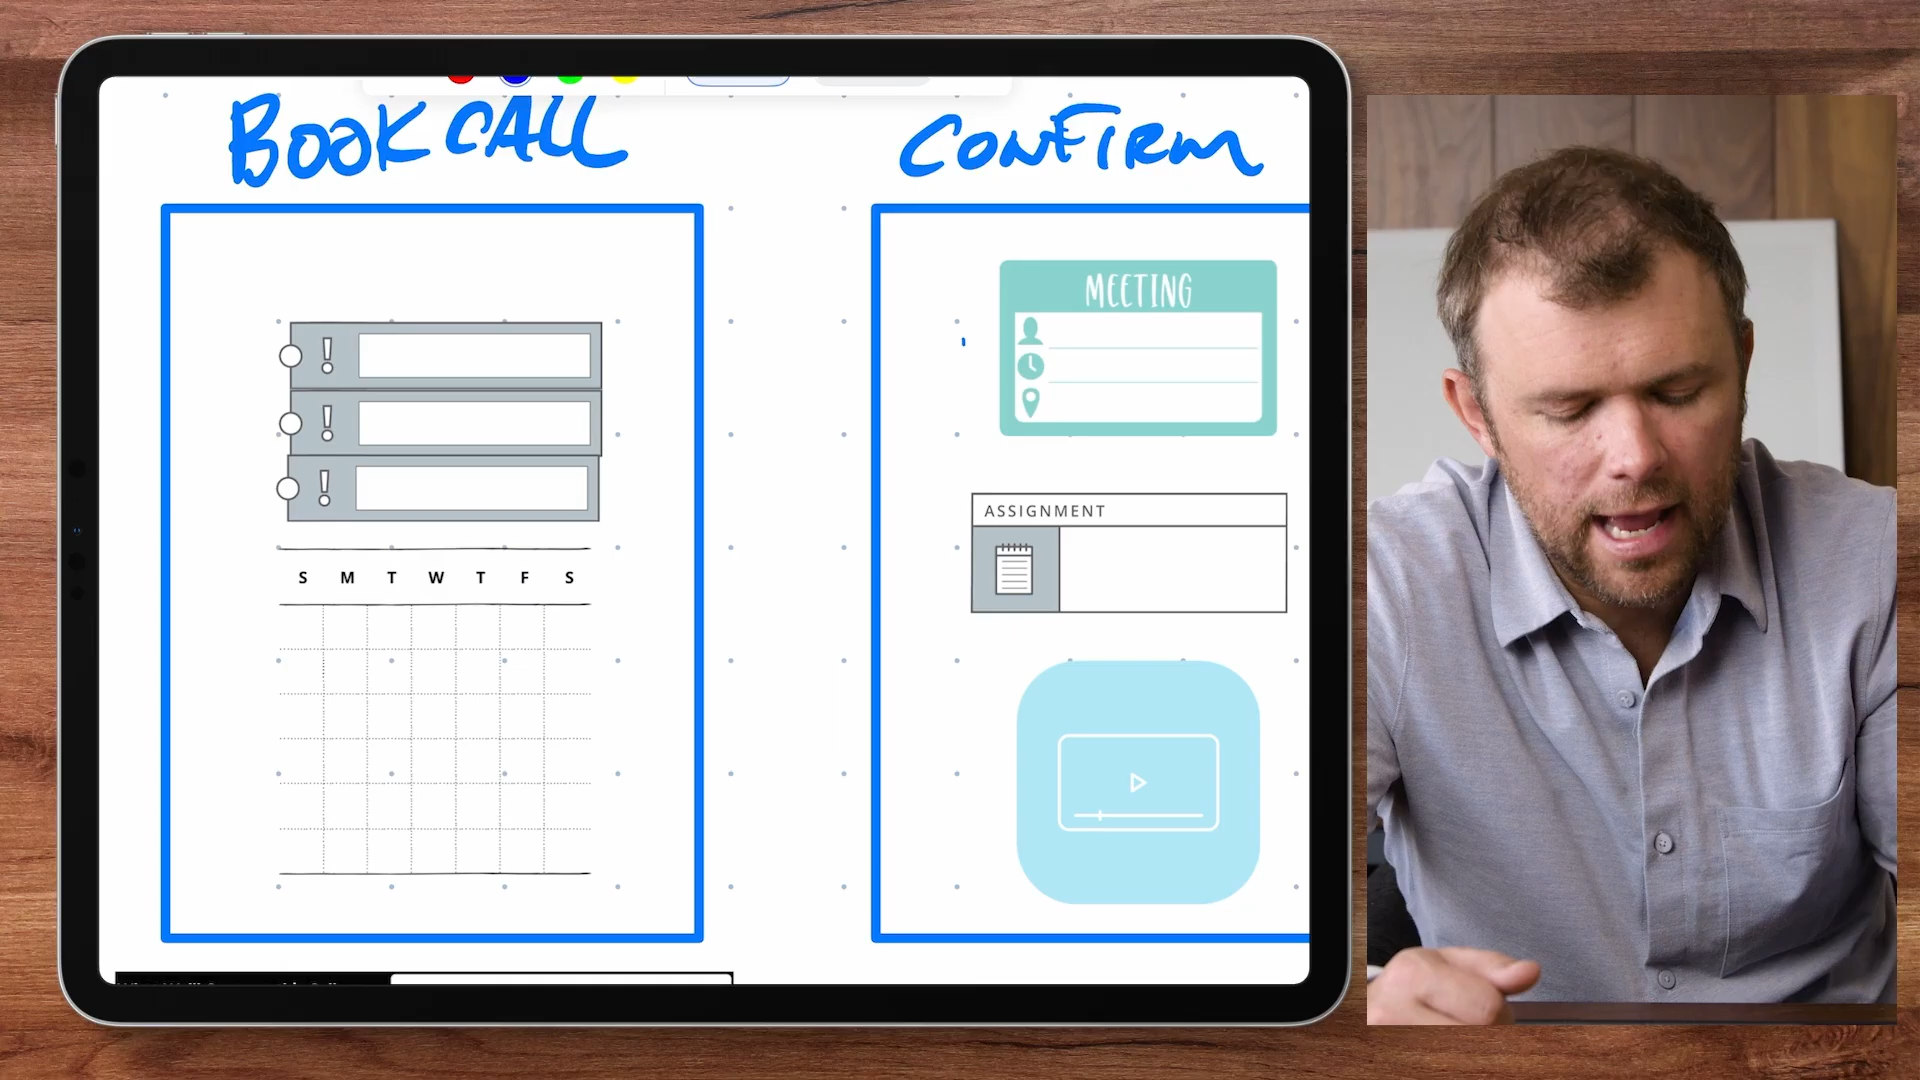 BOOK CALL
CONFIRM
MEETING
ASSIGNMENT
S M T W T F S